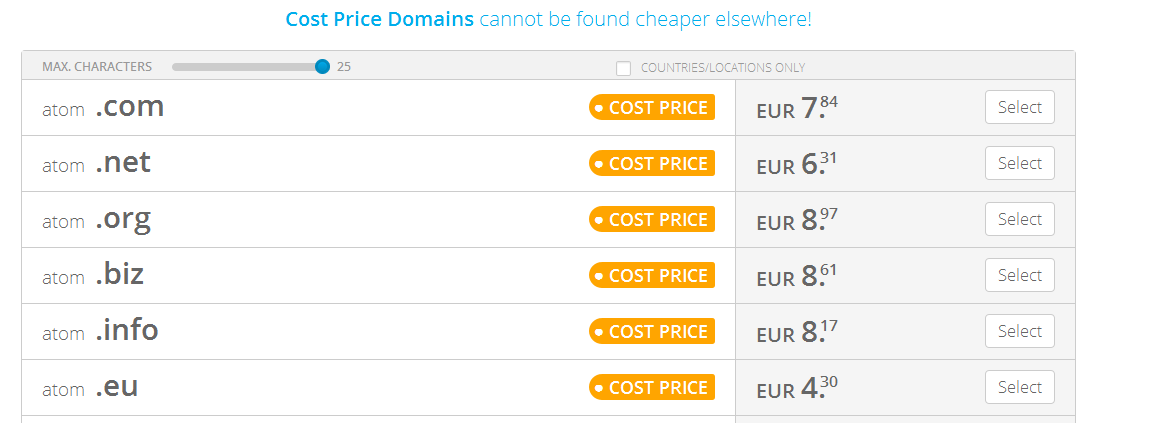 Cost Price Domains cannot be found cheaper elsewhere!
MAX. CHARACTERS 25 COUNTRIES/LOCATIONS ONLY
atom .com COST PRICE EUR 7.84 Select
atom .net COST PRICE EUR 6.31 Select
atom .org COST PRICE EUR 8.97 Select
atom .biz COST PRICE EUR 8.61 Select
atom .info COST PRICE EUR 8.17 Select
atom .eu COST PRICE EUR 4.30 Select